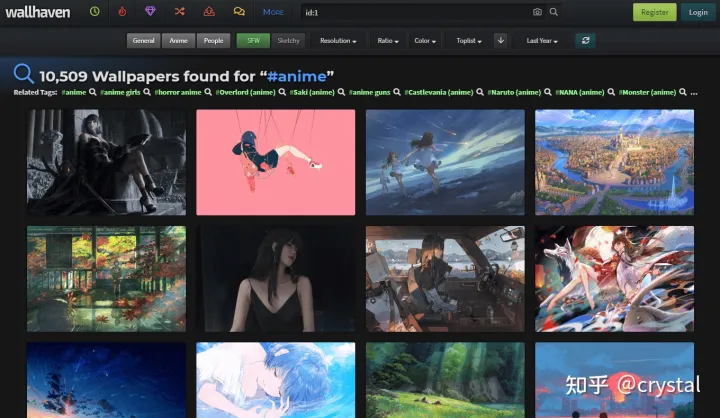 wallhaven More id:1 Register Login
General Anime People SFW Sketchy Resolution Ratio Color Toplist Last Year
10,509 Wallpapers found for “#anime”
Related Tags: #anime #anime girls #horror anime #Overlord (anime) #Saki (anime) #anime guns #Castlevania (anime) #Naruto (anime) #NANA (anime) #Monster (anime) ...
知乎 @crystal